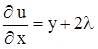 ∂u/∂x = y + 2λ